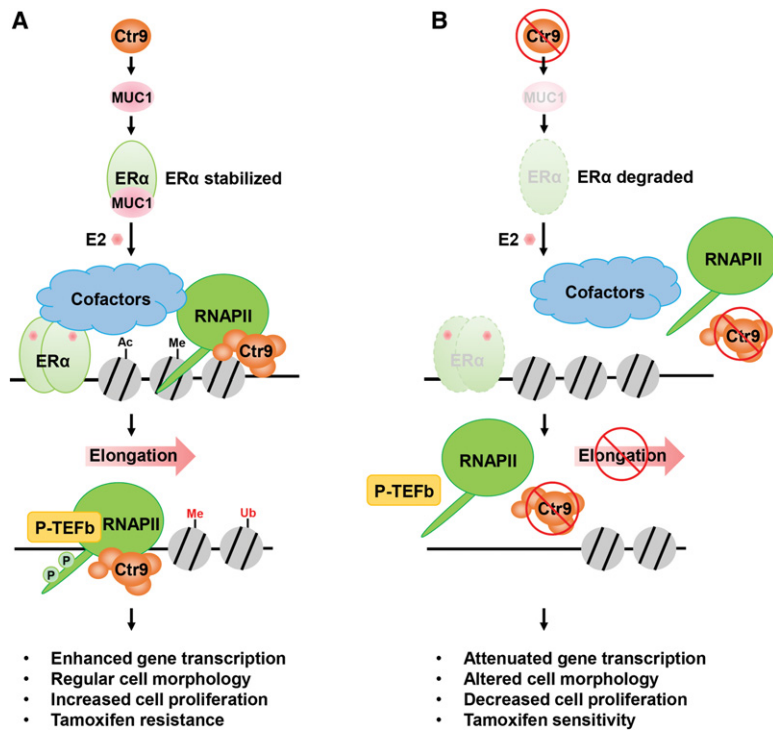 A
Ctr9
MUC1
ERα
MUC1
ERα stabilized
E2
Cofactors
RNAPII
Ctr9
ERα
Ac
Me
Elongation
P-TEFb
RNAPII
Me
Ub
P
P
Ctr9
• Enhanced gene transcription
• Regular cell morphology
• Increased cell proliferation
• Tamoxifen resistance
B
Ctr9
MUC1
ERα
ERα degraded
E2
Cofactors
RNAPII
Ctr9
ERα
RNAPII
Elongation
P-TEFb
Ctr9
• Attenuated gene transcription
• Altered cell morphology
• Decreased cell proliferation
• Tamoxifen sensitivity